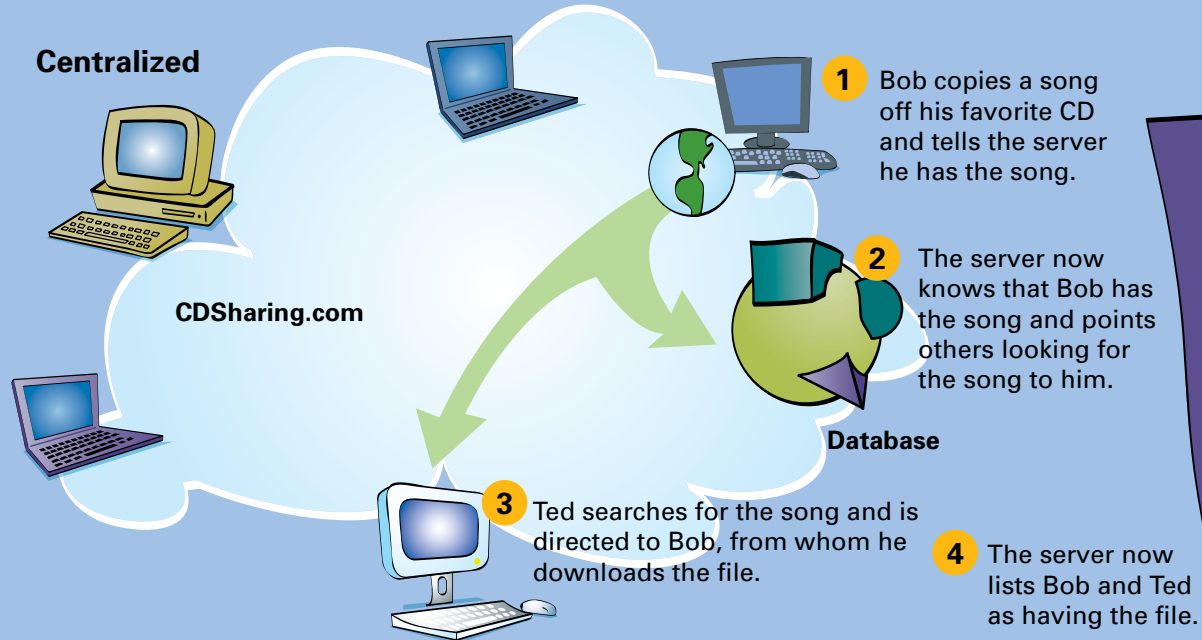 Centralized
1
Bob copies a song
off his favorite CD
and tells the server
he has the song.
2
The server now
knows that Bob has
the song and points
others looking for
the song to him.
CDSharing.com
Database
3
Ted searches for the song and is
directed to Bob, from whom he
downloads the file.
4
The server now
lists Bob and Ted
as having the file.